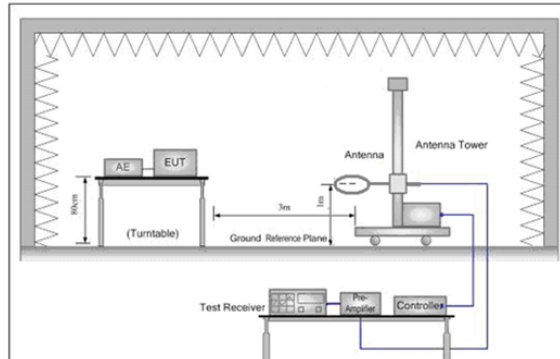 AE
EUT
80cm
(Turntable)
3m
1m
Ground Reference Plane
Antenna
Antenna Tower
Test Receiver
Pre-
Amplifier
Controller